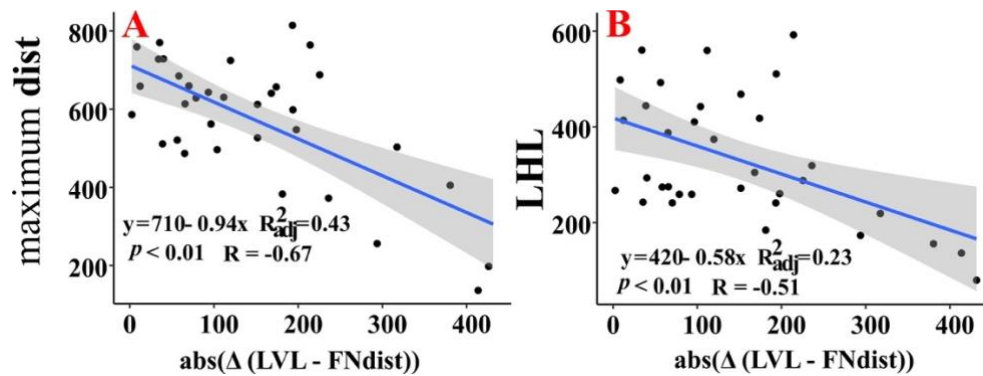 A
maximum dist
800
600
400
200
y=710- 0.94x R²adj=0.43
p < 0.01 R = -0.67
0 100 200 300 400
abs(Δ (LVL - FNdist))
B
LHL
600
400
200
y=420- 0.58x R²adj=0.23
p < 0.01 R = -0.51
0 100 200 300 400
abs(Δ (LVL - FNdist))